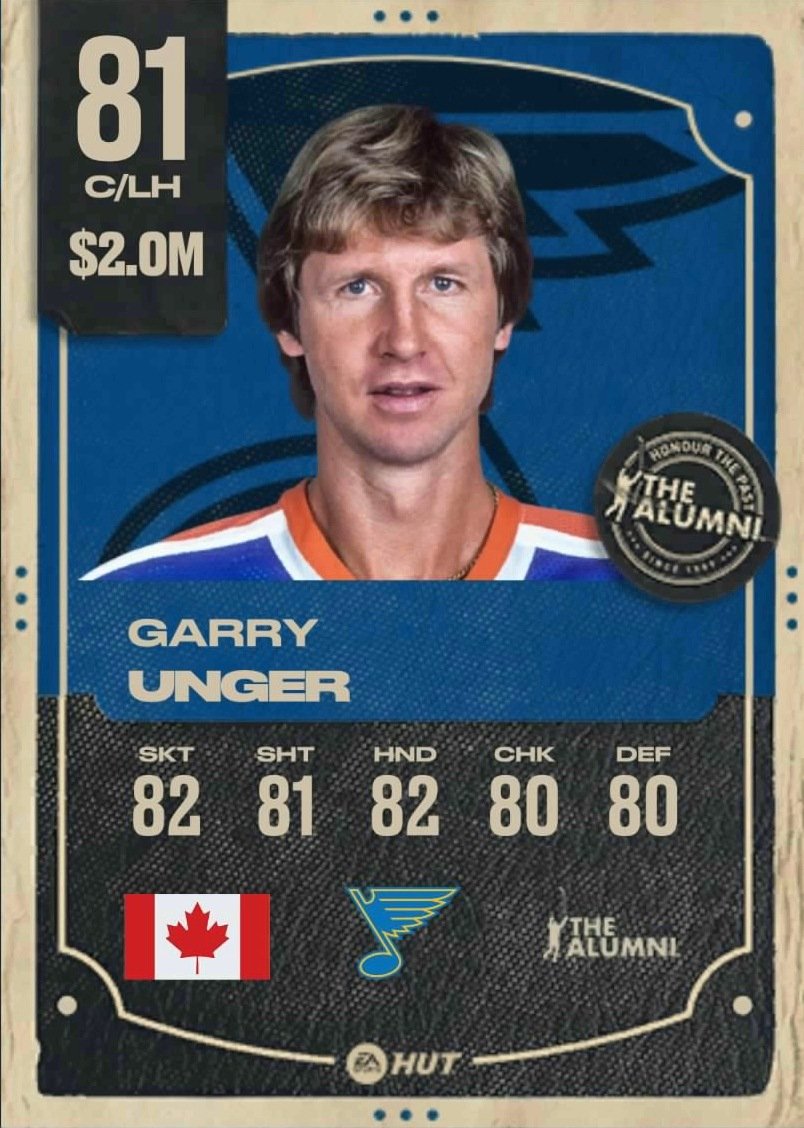 81
C/LH
$2.0M
HONOUR THE PAST
THE
ALUMNI
GARRY
UNGER
SKT SHT HND CHK DEF
82 81 82 80 80
THE
ALUMNI
EA
HUT